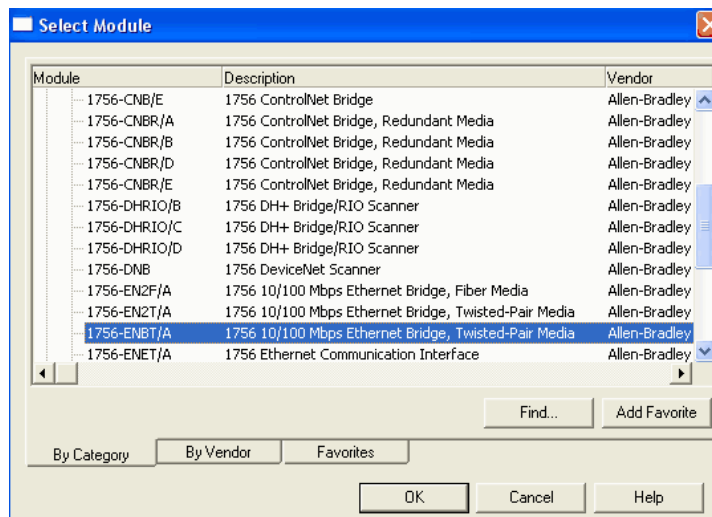 Select Module
Module Description Vendor
1756-CNB/E 1756 ControlNet Bridge Allen-Bradley
1756-CNBR/A 1756 ControlNet Bridge, Redundant Media Allen-Bradley
1756-CNBR/B 1756 ControlNet Bridge, Redundant Media Allen-Bradley
1756-CNBR/D 1756 ControlNet Bridge, Redundant Media Allen-Bradley
1756-CNBR/E 1756 ControlNet Bridge, Redundant Media Allen-Bradley
1756-DHRIO/B 1756 DH+ Bridge/RIO Scanner Allen-Bradley
1756-DHRIO/C 1756 DH+ Bridge/RIO Scanner Allen-Bradley
1756-DHRIO/D 1756 DH+ Bridge/RIO Scanner Allen-Bradley
1756-DNB 1756 DeviceNet Scanner Allen-Bradley
1756-EN2F/A 1756 10/100 Mbps Ethernet Bridge, Fiber Media Allen-Bradley
1756-EN2T/A 1756 10/100 Mbps Ethernet Bridge, Twisted-Pair Media Allen-Bradley
1756-ENBT/A 1756 10/100 Mbps Ethernet Bridge, Twisted-Pair Media Allen-Bradley
1756-ENET/A 1756 Ethernet Communication Interface Allen-Bradley
Find... Add Favorite
By Category By Vendor Favorites
OK Cancel Help